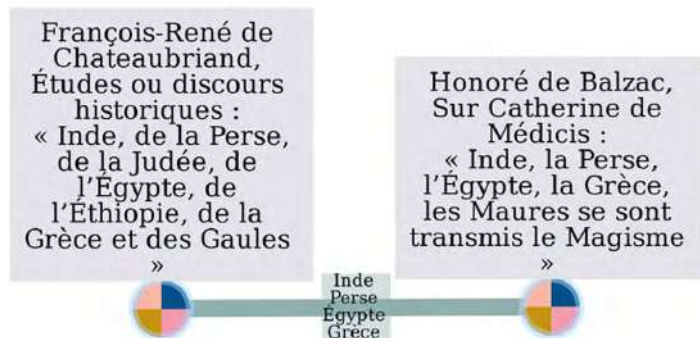 François-René de
Chateaubriand,
Études ou discours
historiques :
« Inde, de la Perse,
de la Judée, de
l'Égypte, de
l'Éthiopie, de la
Grèce et des Gaules
»
Honoré de Balzac,
Sur Catherine de
Médicis :
« Inde, la Perse,
l'Égypte, la Grèce,
les Maures se sont
transmis le Magisme
»
Inde
Perse
Égypte
Grèce